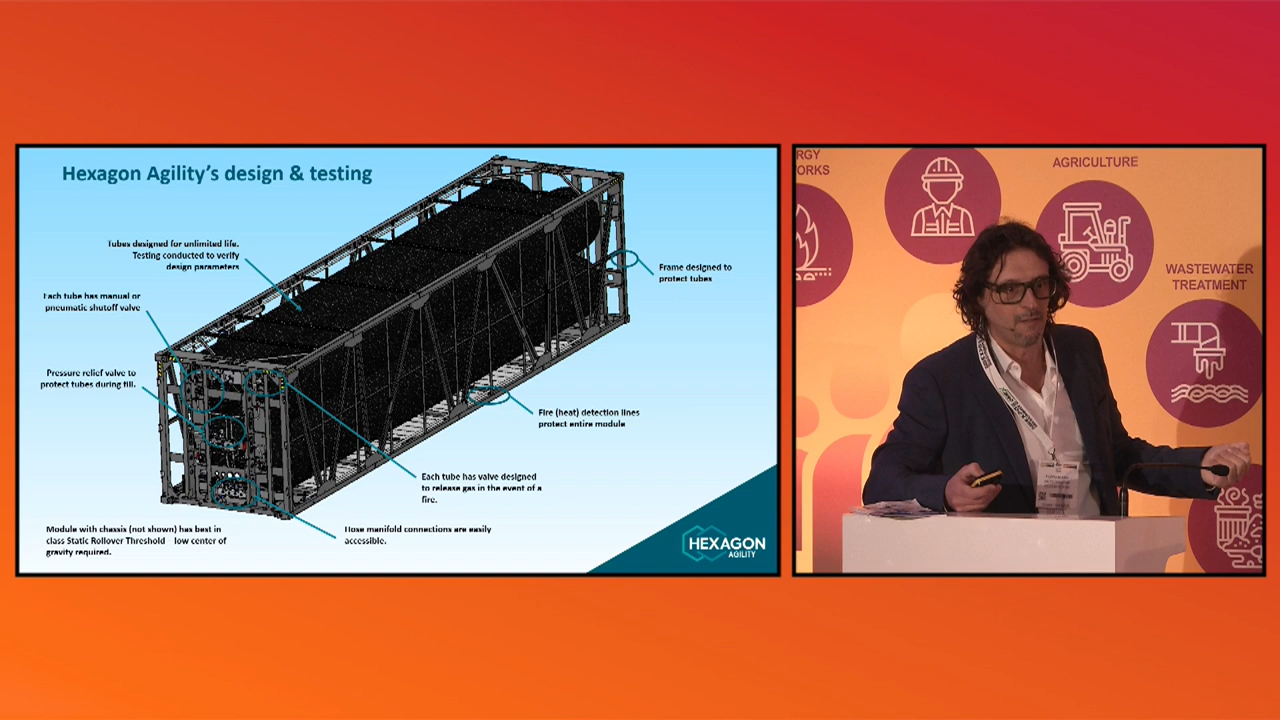 Hexagon Agility's design & testing
Tubes designed for unlimited life.
Testing conducted to verify
design parameters
Each tube has manual or
pneumatic shutoff valve
Pressure relief valve to
protect tubes during fill.
Frame designed to
protect tubes
Fire (heat) detection lines
protect entire module
Each tube has valve designed
to release gas in the event of a
fire.
Module with chassis (not shown) has best in
class Static Rollover Threshold low center of
gravity required.
Hose manifold connections are easily
accessible.
HEXAGON
AGILITY
RGY
ORKS
AGRICULTURE
WASTEWATER
TREATMENT